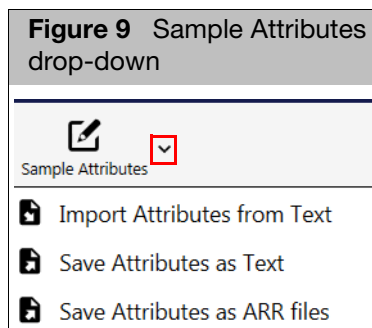 Figure 9 Sample Attributes
drop-down
Sample Attributes
Import Attributes from Text
Save Attributes as Text
Save Attributes as ARR files